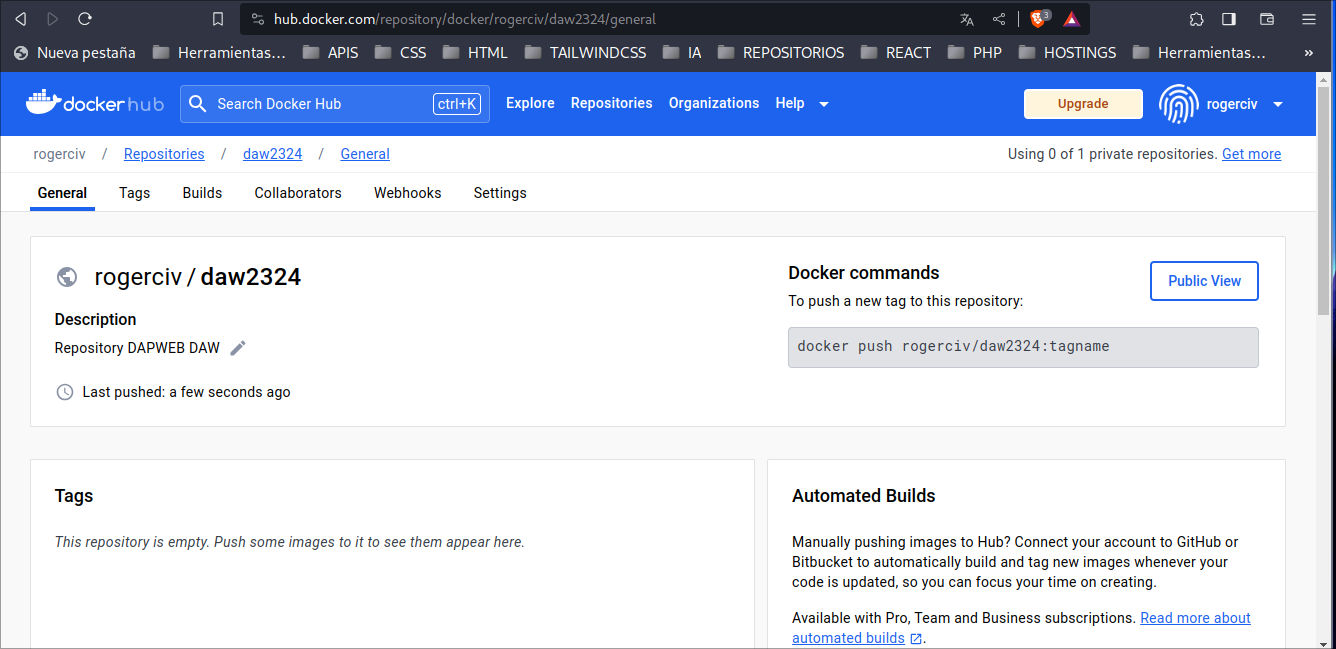 hub.docker.com/repository/docker/rogerciv/daw2324/general
3
Nueva pestaña Herramientas... APIS CSS HTML TAILWINDCSS IA REPOSITORIOS REACT PHP HOSTINGS Herramientas... »
docker hub Search Docker Hub ctrl+K Explore Repositories Organizations Help Upgrade rogerciv
rogerciv / Repositories / daw2324 / General Using 0 of 1 private repositories. Get more
General Tags Builds Collaborators Webhooks Settings
rogerciv / daw2324
Description
Repository DAPWEB DAW
Last pushed: a few seconds ago
Docker commands
Public View
To push a new tag to this repository:
docker push rogerciv/daw2324:tagname
Tags
This repository is empty. Push some images to it to see them appear here.
Automated Builds
Manually pushing images to Hub? Connect your account to GitHub or
Bitbucket to automatically build and tag new images whenever your
code is updated, so you can focus your time on creating.
Available with Pro, Team and Business subscriptions. Read more about
automated builds .